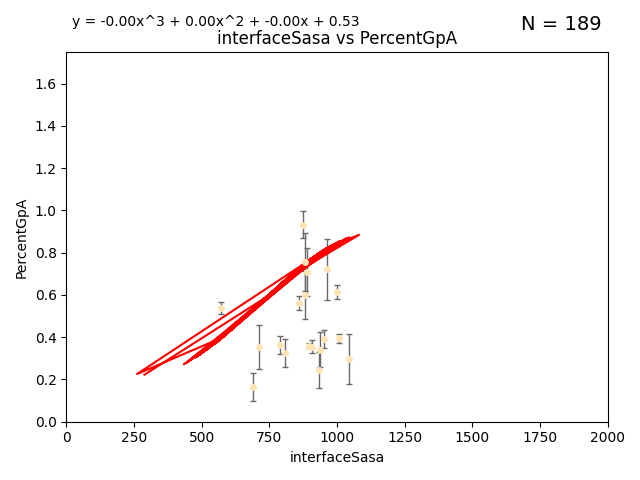 y = -0.00x^3 + 0.00x^2 + -0.00x + 0.53
N = 189
interfaceSasa vs PercentGpA
PercentGpA
1.6
1.4
1.2
1.0
0.8
0.6
0.4
0.2
0.0
0 250 500 750 1000 1250 1500 1750 2000
interfaceSasa